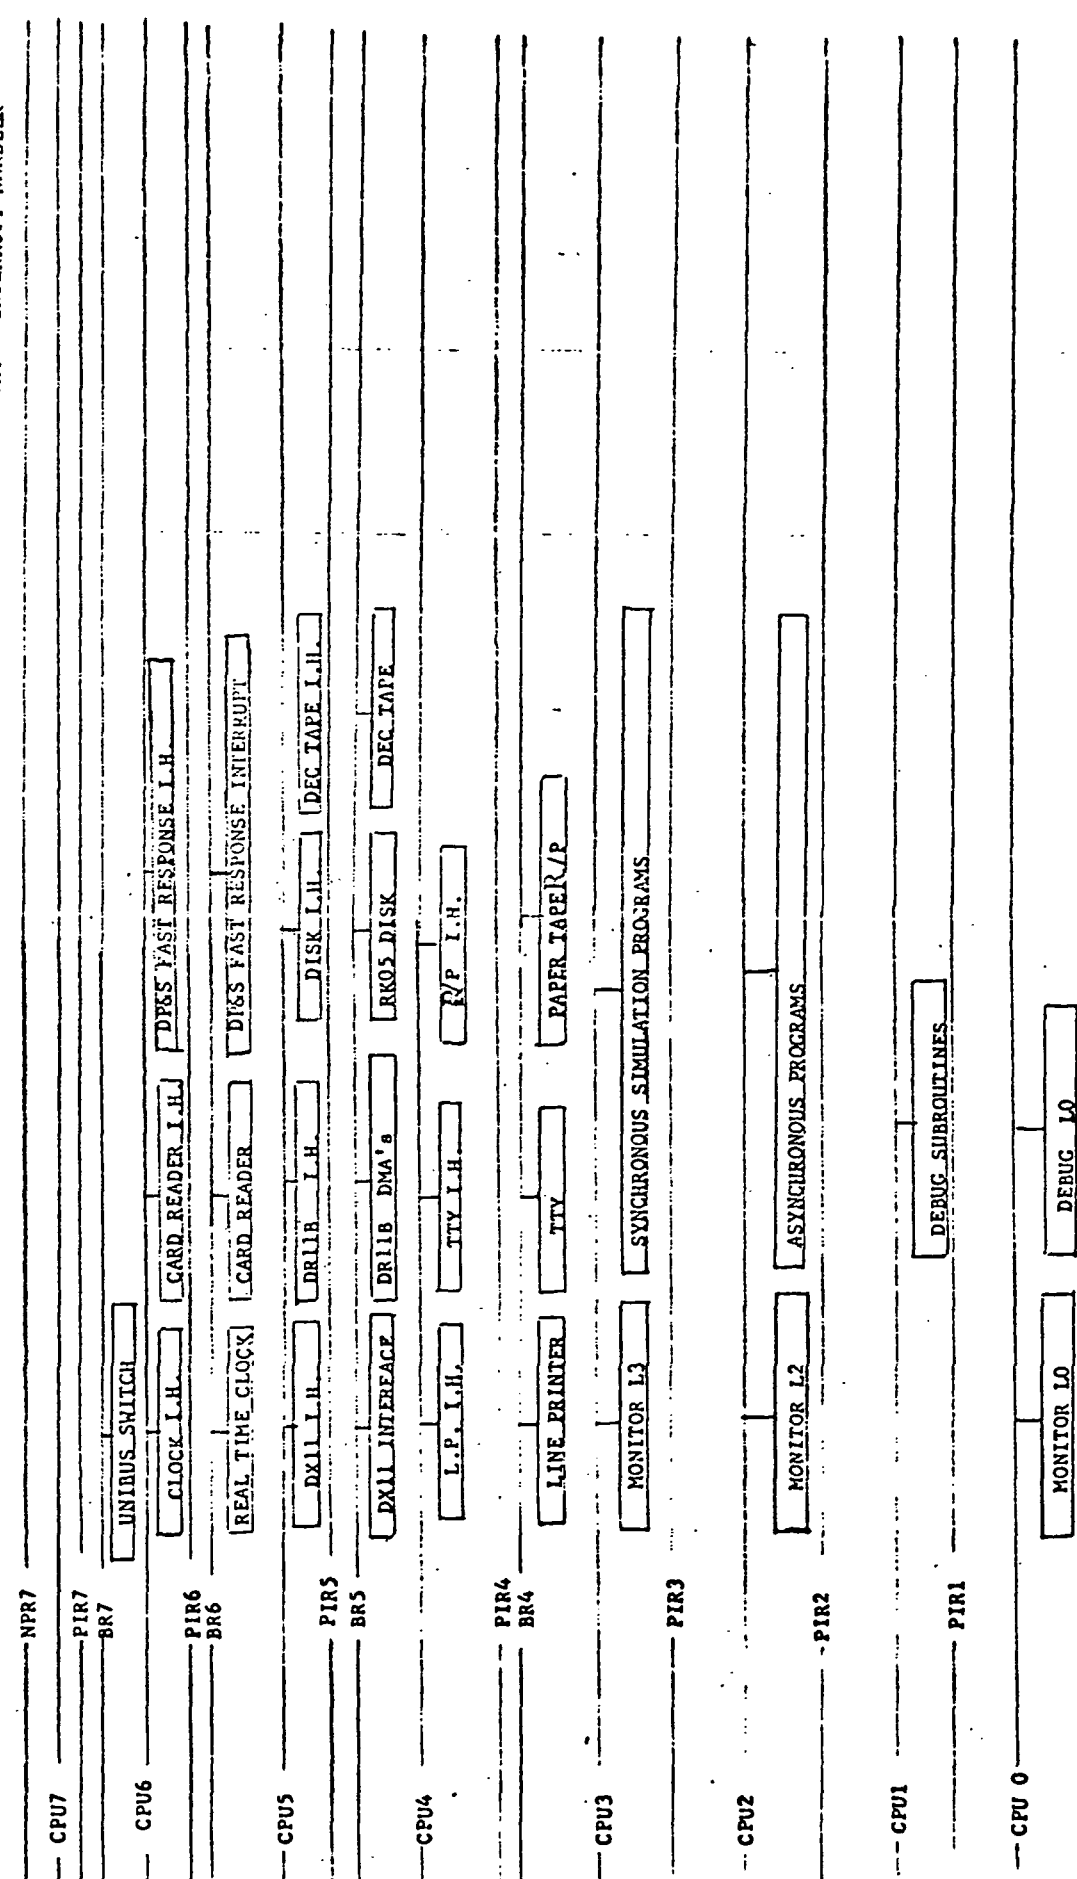 NPR7
CPU7
PIR7
BR7
UNIBUS SWITCH
CPU6
CLOCK I.H.
CARD READER I.H.
DP&S FAST RESPONSE I.H.
PIR6
BR6
REAL TIME CLOCK
CARD READER
DP&S FAST RESPONSE INTERRUPT
CPU5
DX11 I.H.
DR11B I.H.
DISK I.H.
DEC TAPE I.H.
PIR5
BR5
DX11 INTEREACE
DR11B DMA's
RK05 DISK
DEC TAPE
CPU4
L.P. I.H.
TTY I.H.
R/P I.H.
PIR4
BR4
LINE PRINTER
TTY
PAPER TAPE R/P
CPU3
MONITOR L3
SYNCHRONOUS SIMULATION PROGRAMS
PIR3
CPU2
MONITOR L2
ASYNCHRONOUS PROGRAMS
PIR2
CPU1
DEBUG SUBROUTINES
PIR1
CPU 0
MONITOR L0
DEBUG L0